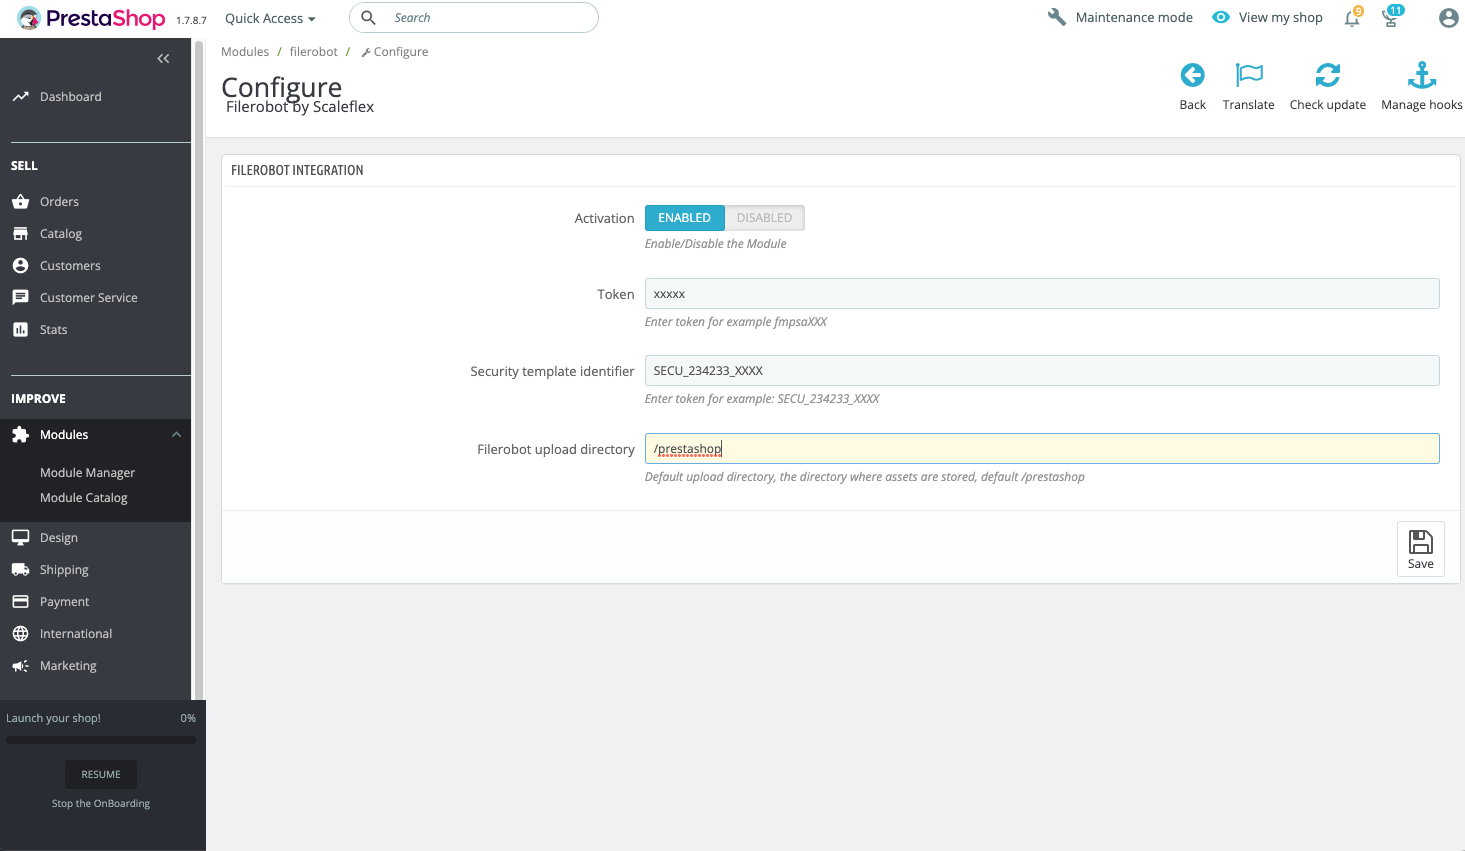 PrestaShop 1.7.8.7 Quick Access Search Maintenance mode View my shop 9 11
Dashboard
SELL
Orders
Catalog
Customers
Customer Service
Stats
IMPROVE
Modules
Module Manager
Module Catalog
Design
Shipping
Payment
International
Marketing
Launch your shop! 0%
RESUME
Stop the OnBoarding
Modules / filerobot / Configure
Configure
Filerobot by Scaleflex
Back Translate Check update Manage hooks
FILEROBOT INTEGRATION
Activation ENABLED DISABLED
Enable/Disable the Module
Token xxxxx
Enter token for example fmpsaXXX
Security template identifier SECU_234233_XXXX
Enter token for example: SECU_234233_XXXX
Filerobot upload directory /prestashop
Default upload directory, the directory where assets are stored, default /prestashop
Save